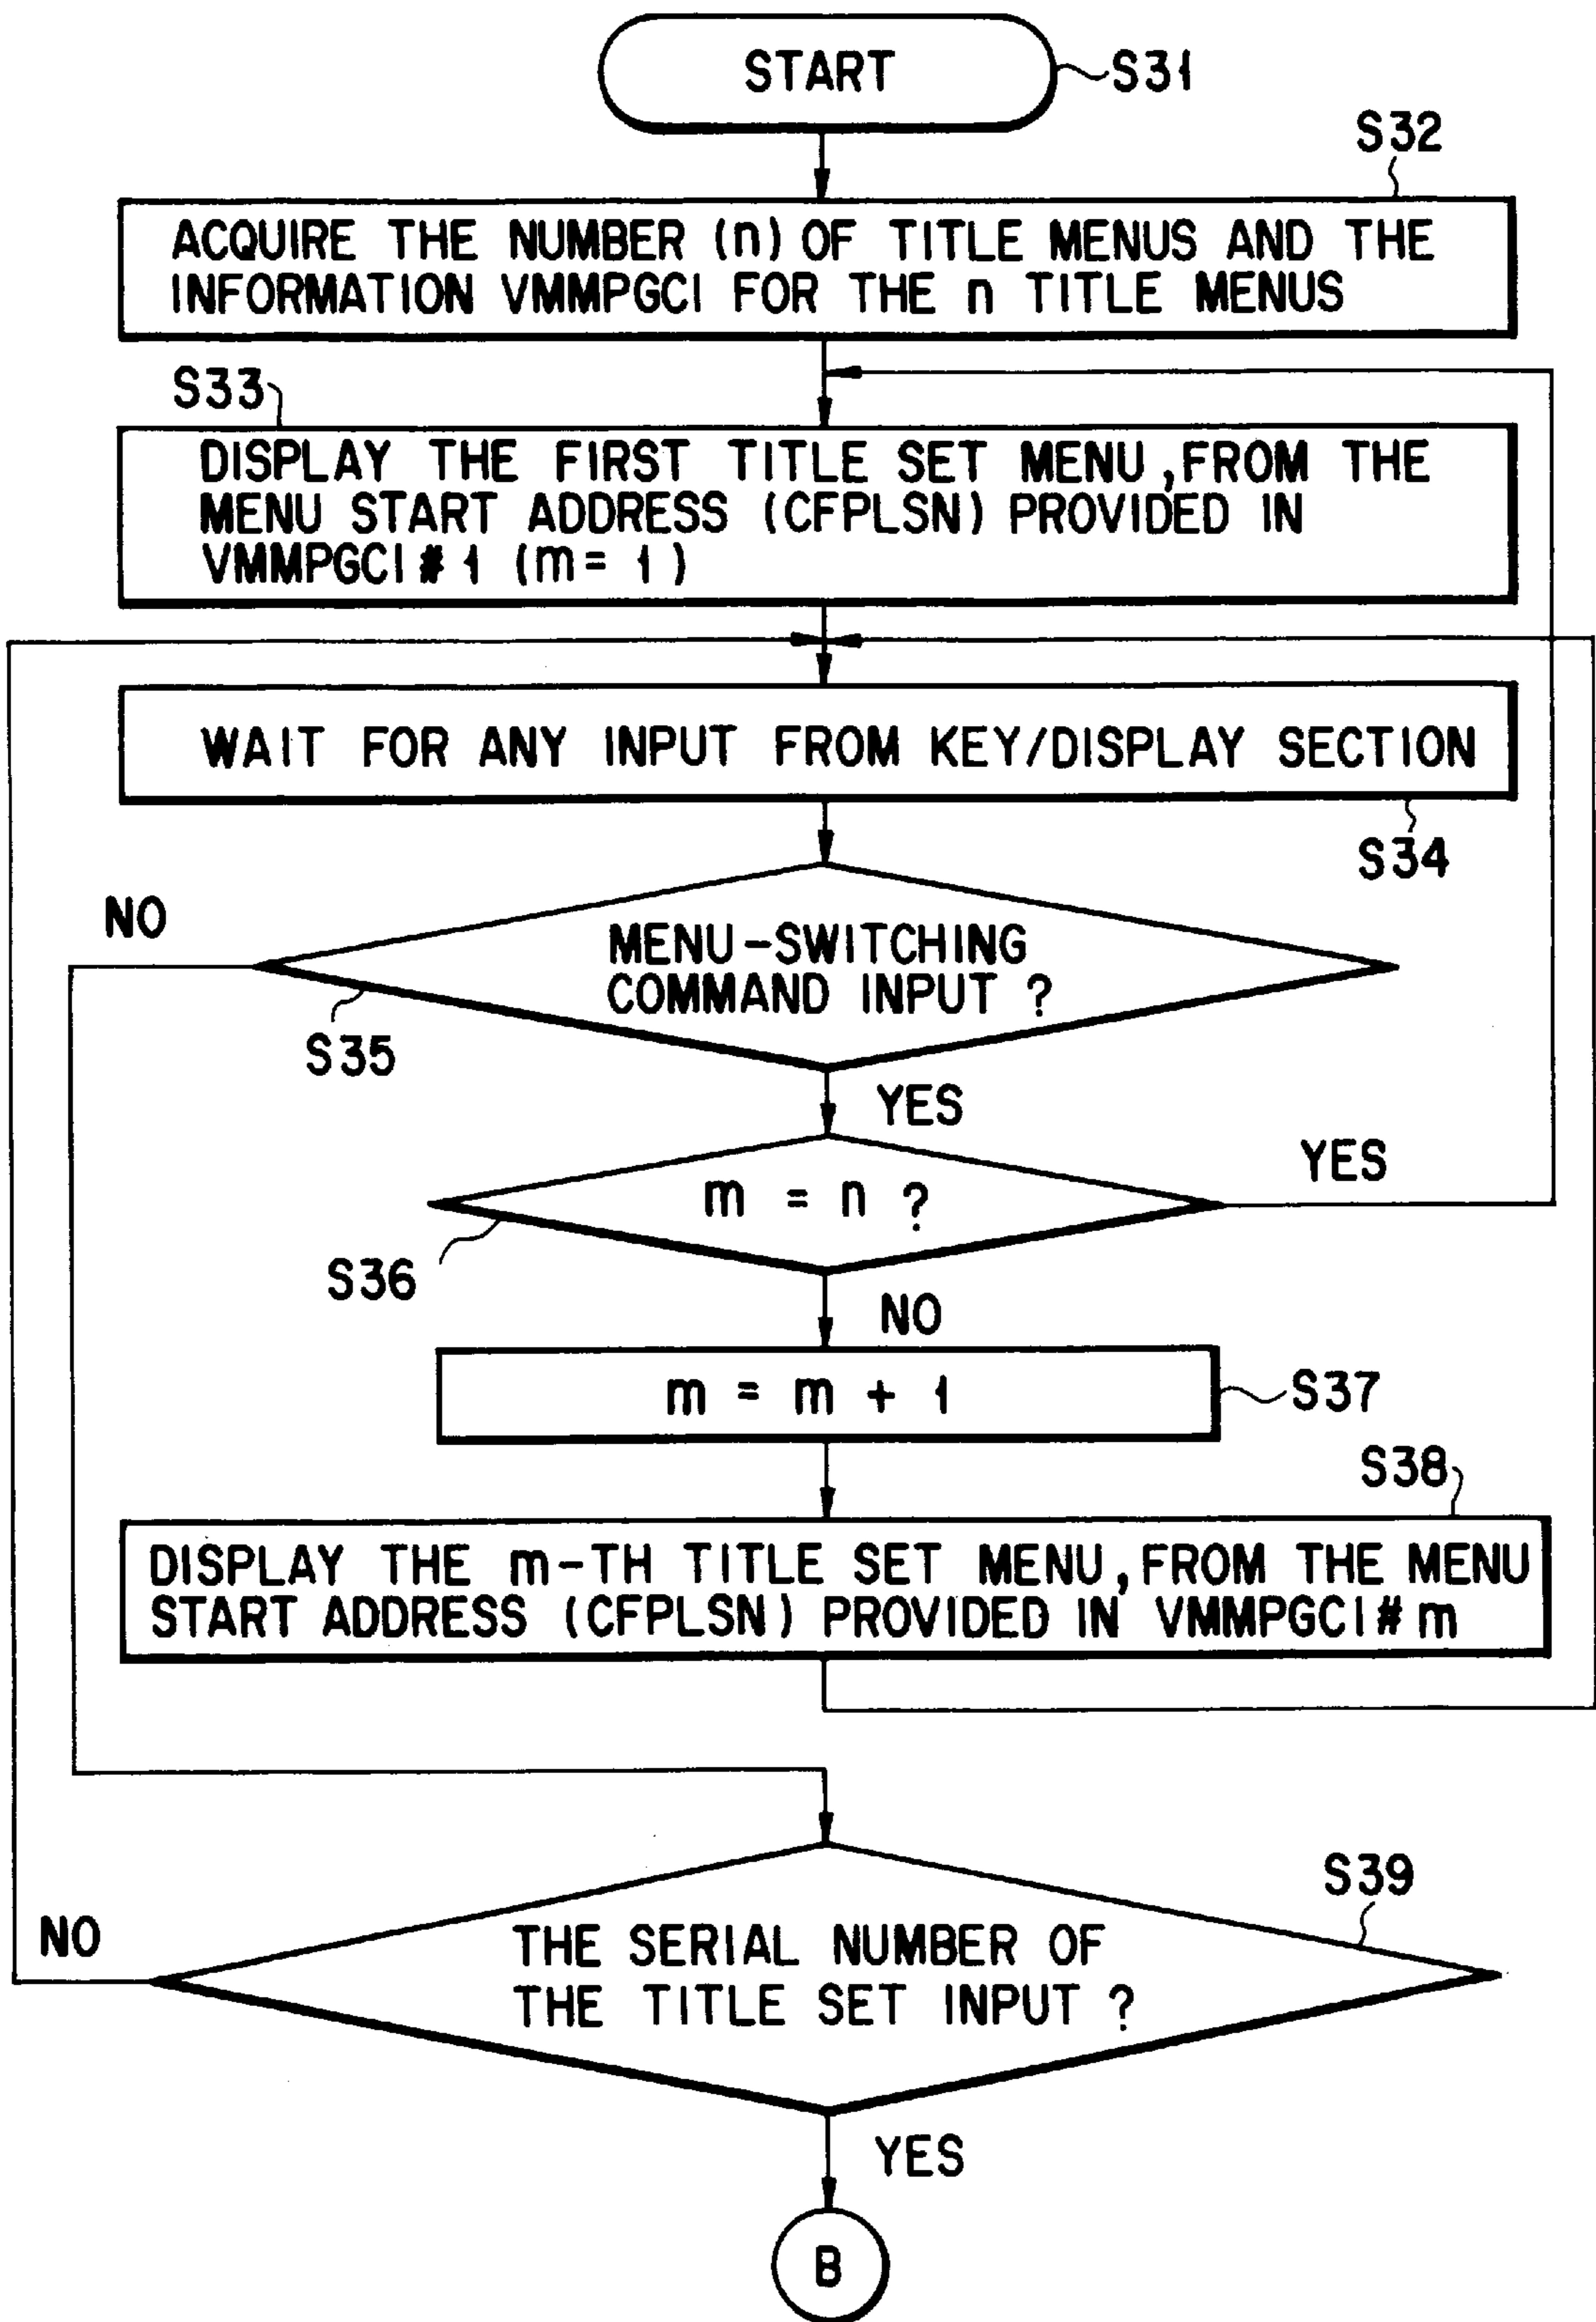 START
S31
S32
ACQUIRE THE NUMBER (n) OF TITLE MENUS AND THE
INFORMATION VMMPGCI FOR THE n TITLE MENUS
S33
DISPLAY THE FIRST TITLE SET MENU, FROM THE
MENU START ADDRESS (CFPLSN) PROVIDED IN
VMMPGCI # 1 (m = 1)
WAIT FOR ANY INPUT FROM KEY/DISPLAY SECTION
S34
NO
MENU-SWITCHING
COMMAND INPUT ?
S35
YES
YES
m = n ?
S36
NO
m = m + 1
S37
S38
DISPLAY THE m-TH TITLE SET MENU, FROM THE MENU
START ADDRESS (CFPLSN) PROVIDED IN VMMPGCI # m
S39
NO
THE SERIAL NUMBER OF
THE TITLE SET INPUT ?
YES
B